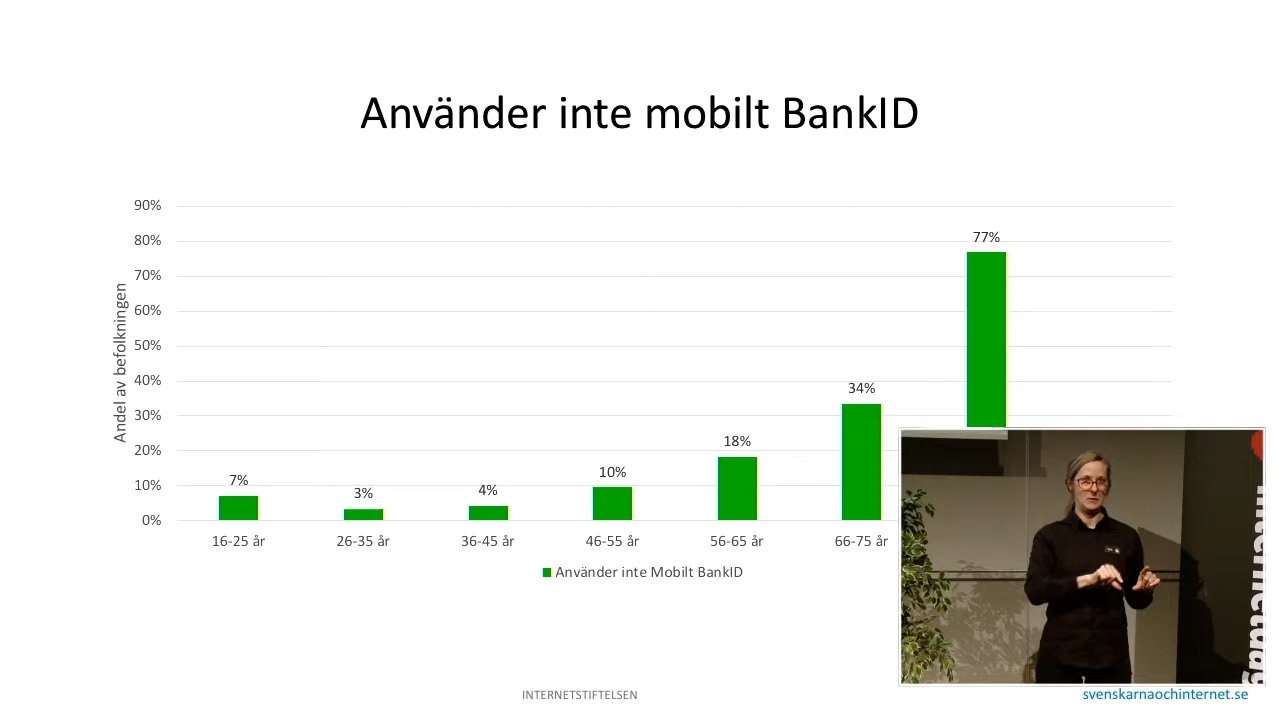 Använder inte mobilt BankID
Andel av befolkningen
90%
80%
70%
60%
50%
40%
30%
20%
10%
0%
7%
3%
4%
10%
18%
34%
77%
16-25 år
26-35 år
36-45 år
46-55 år
56-65 år
66-75 år
Använder inte Mobilt BankID
INTERNETSTIFTELSEN
svenskarnaochinternet.se